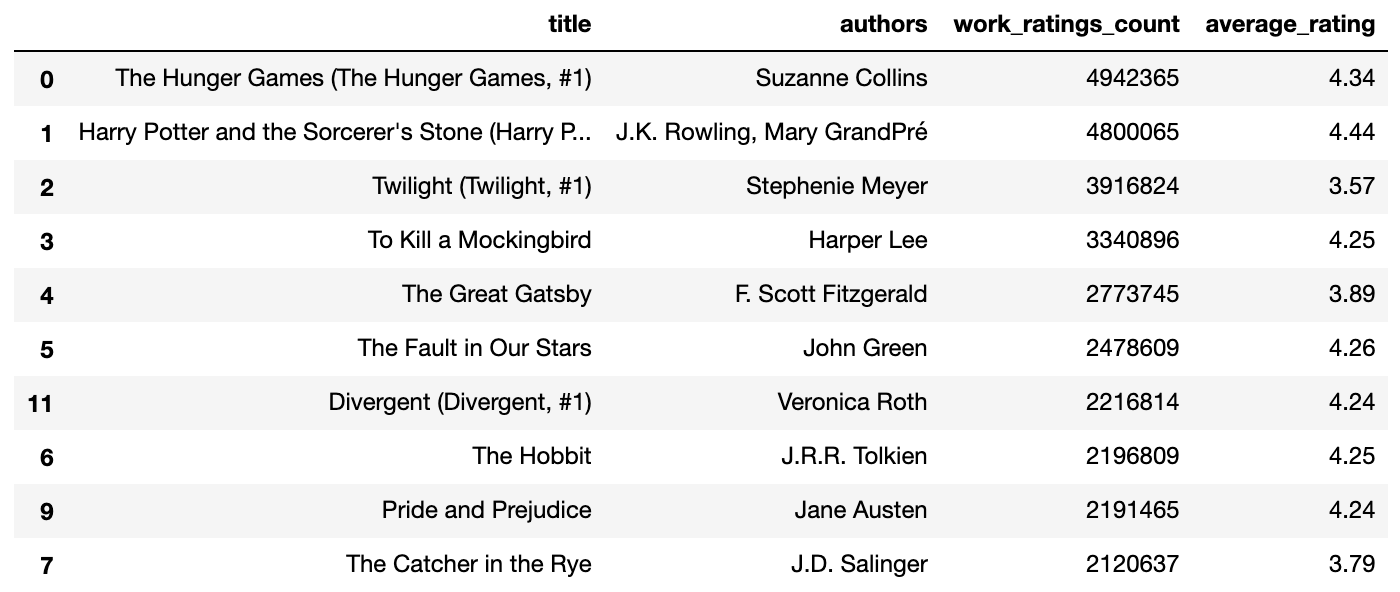 title authors work_ratings_count average_rating
0 The Hunger Games (The Hunger Games, #1) Suzanne Collins 4942365 4.34
1 Harry Potter and the Sorcerer's Stone (Harry P... J.K. Rowling, Mary GrandPré 4800065 4.44
2 Twilight (Twilight, #1) Stephenie Meyer 3916824 3.57
3 To Kill a Mockingbird Harper Lee 3340896 4.25
4 The Great Gatsby F. Scott Fitzgerald 2773745 3.89
5 The Fault in Our Stars John Green 2478609 4.26
11 Divergent (Divergent, #1) Veronica Roth 2216814 4.24
6 The Hobbit J.R.R. Tolkien 2196809 4.25
9 Pride and Prejudice Jane Austen 2191465 4.24
7 The Catcher in the Rye J.D. Salinger 2120637 3.79